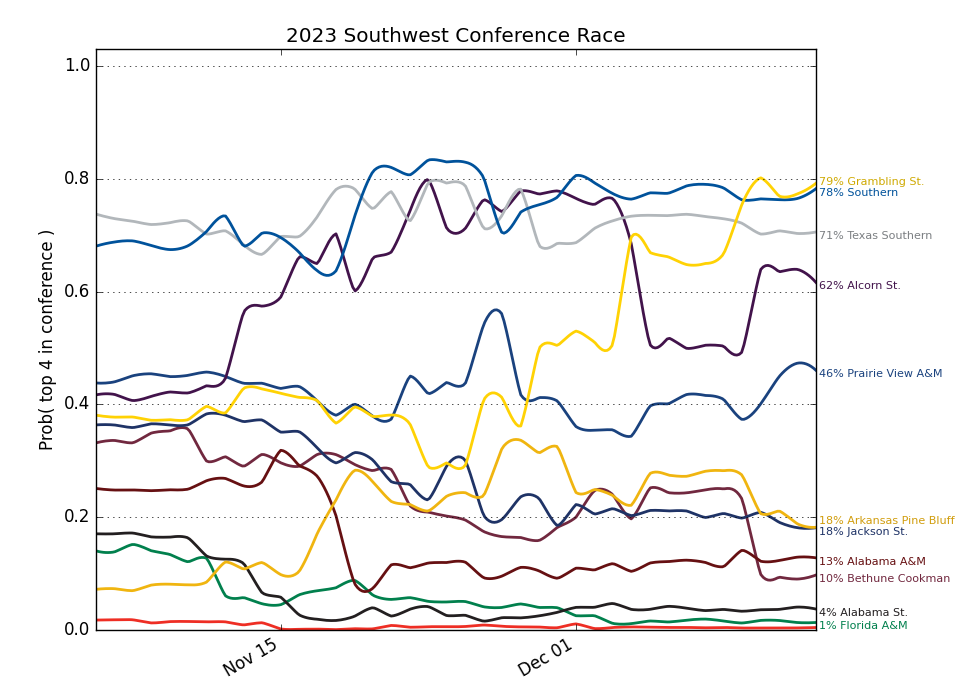 2023 Southwest Conference Race
Prob( top 4 in conference )
1.0
0.8
0.6
0.4
0.2
0.0
Nov 15
Dec 01
79% Grambling St.
78% Southern
71% Texas Southern
62% Alcorn St.
46% Prairie View A&M
18% Arkansas Pine Bluff
18% Jackson St.
13% Alabama A&M
10% Bethune Cookman
4% Alabama St.
1% Florida A&M